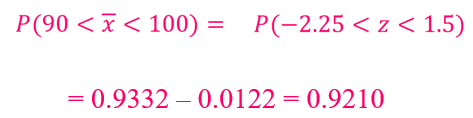 P(90 < x̅ < 100) = P(−2.25 < z < 1.5)
= 0.9332 – 0.0122 = 0.9210